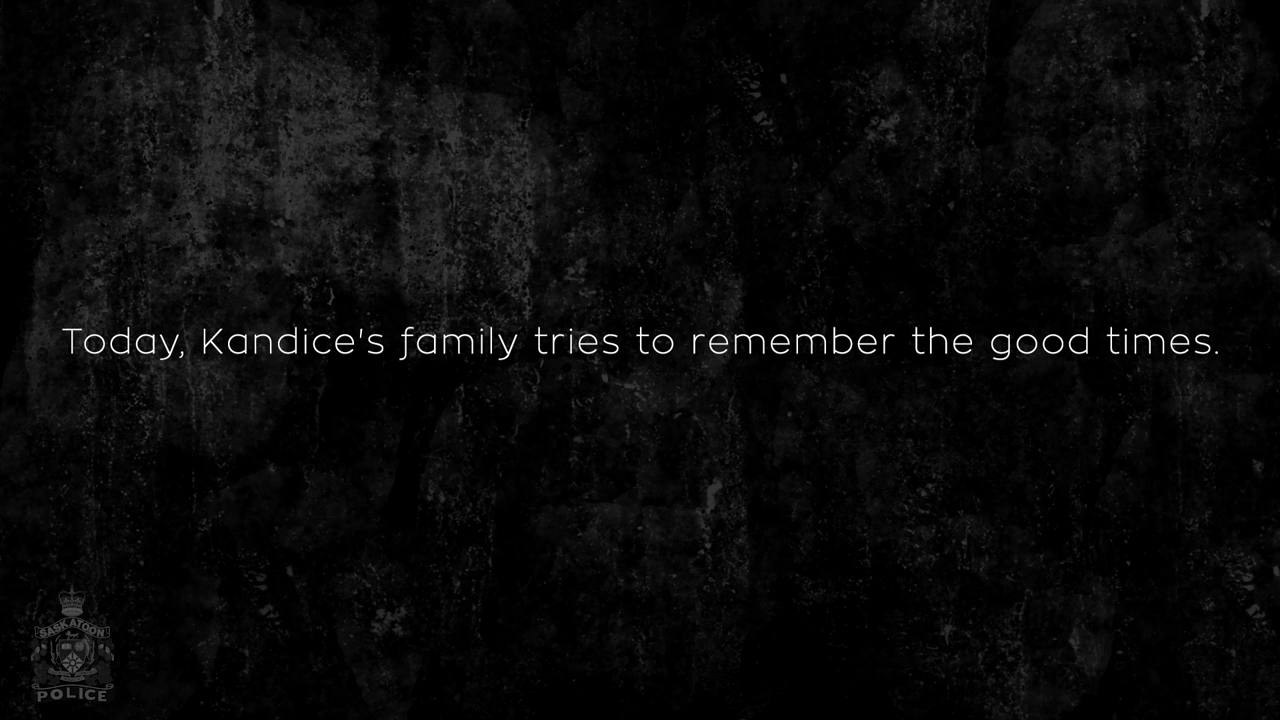 Today, Kandice's family tries to remember the good times.
SASKATOON
POLICE